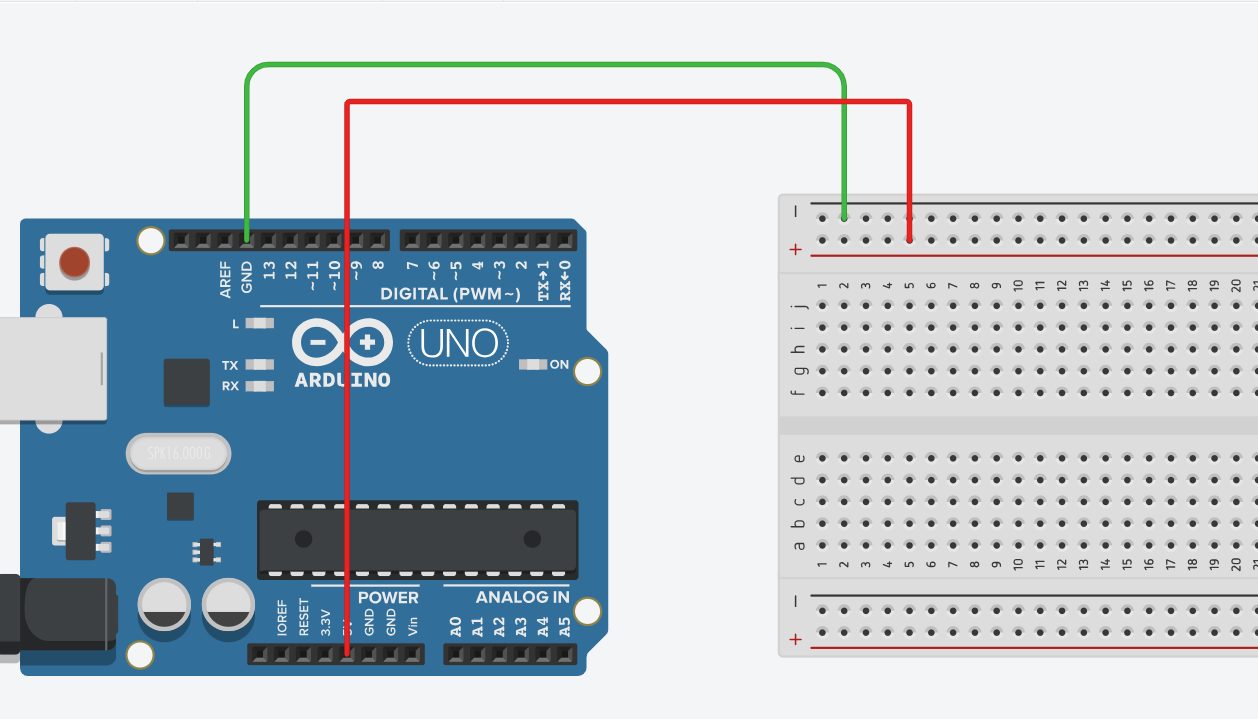 AREF
GND
13
12
~11
~10
~9
8
7
~6
~5
4
~3
2
TX→1
RX←0
DIGITAL (PWM~)
L
TX
RX
ARDUINO
UNO
ON
SPK16.000G
IOREF
RESET
3.3V
GND
GND
Vin
POWER
ANALOG IN
A0
A1
A2
A3
A4
A5
−
+
1 2 3 4 5 6 7 8 9 10 11 12 13 14 15 16 17 18 19 20
j
i
h
g
f
e
d
c
b
a
1 2 3 4 5 6 7 8 9 10 11 12 13 14 15 16 17 18 19 20
−
+